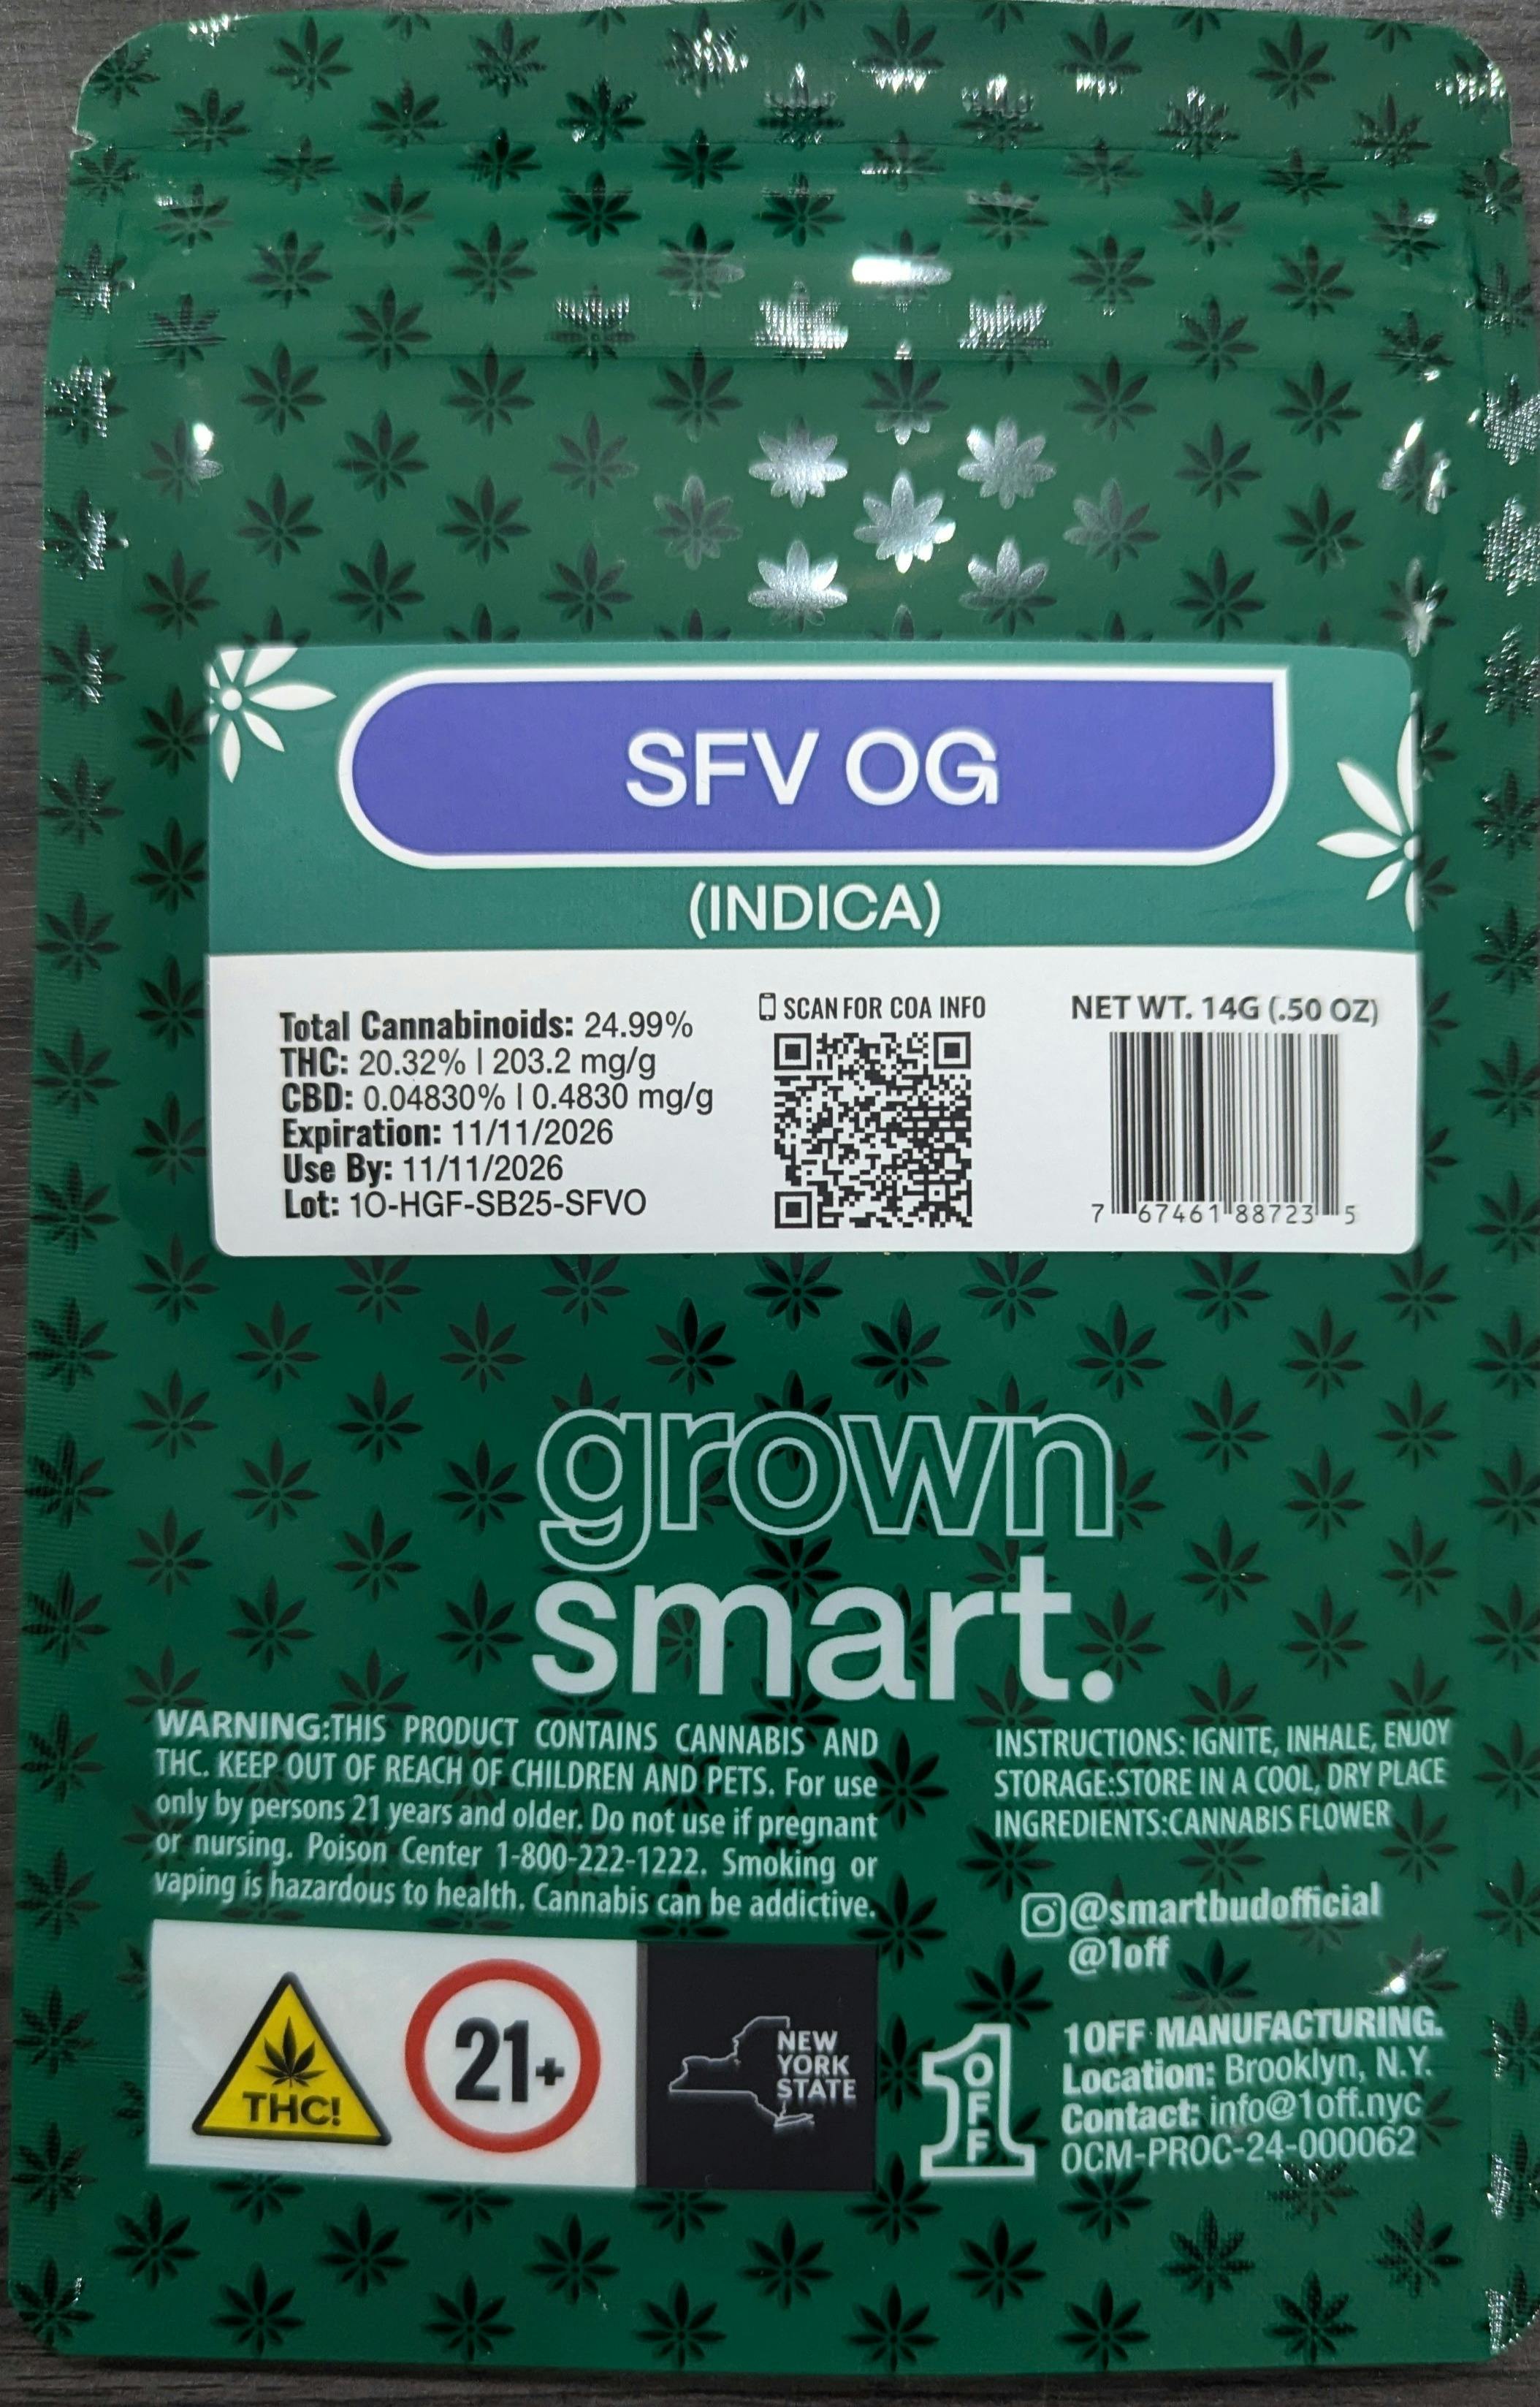 SFV OG
(INDICA)
Total Cannabinoids: 24.99%
THC: 20.32% | 203.2 mg/g
CBD: 0.04830% | 0.4830 mg/g
Expiration: 11/11/2026
Use By: 11/11/2026
Lot: 1O-HGF-SB25-SFVO
SCAN FOR COA INFO
NET WT. 14G (.50 OZ)
7 67461 88723 5
grown
smart.
WARNING:THIS PRODUCT CONTAINS CANNABIS AND
THC. KEEP OUT OF REACH OF CHILDREN AND PETS. For use
only by persons 21 years and older. Do not use if pregnant
or nursing. Poison Center 1-800-222-1222. Smoking or
vaping is hazardous to health. Cannabis can be addictive.
INSTRUCTIONS: IGNITE, INHALE, ENJOY
STORAGE:STORE IN A COOL, DRY PLACE
INGREDIENTS:CANNABIS FLOWER
@smartbudofficial
@1off
THC!
21+
NEW
YORK
STATE
1OFF
1OFF MANUFACTURING.
Location: Brooklyn, N.Y.
Contact: info@1off.nyc
OCM-PROC-24-000062